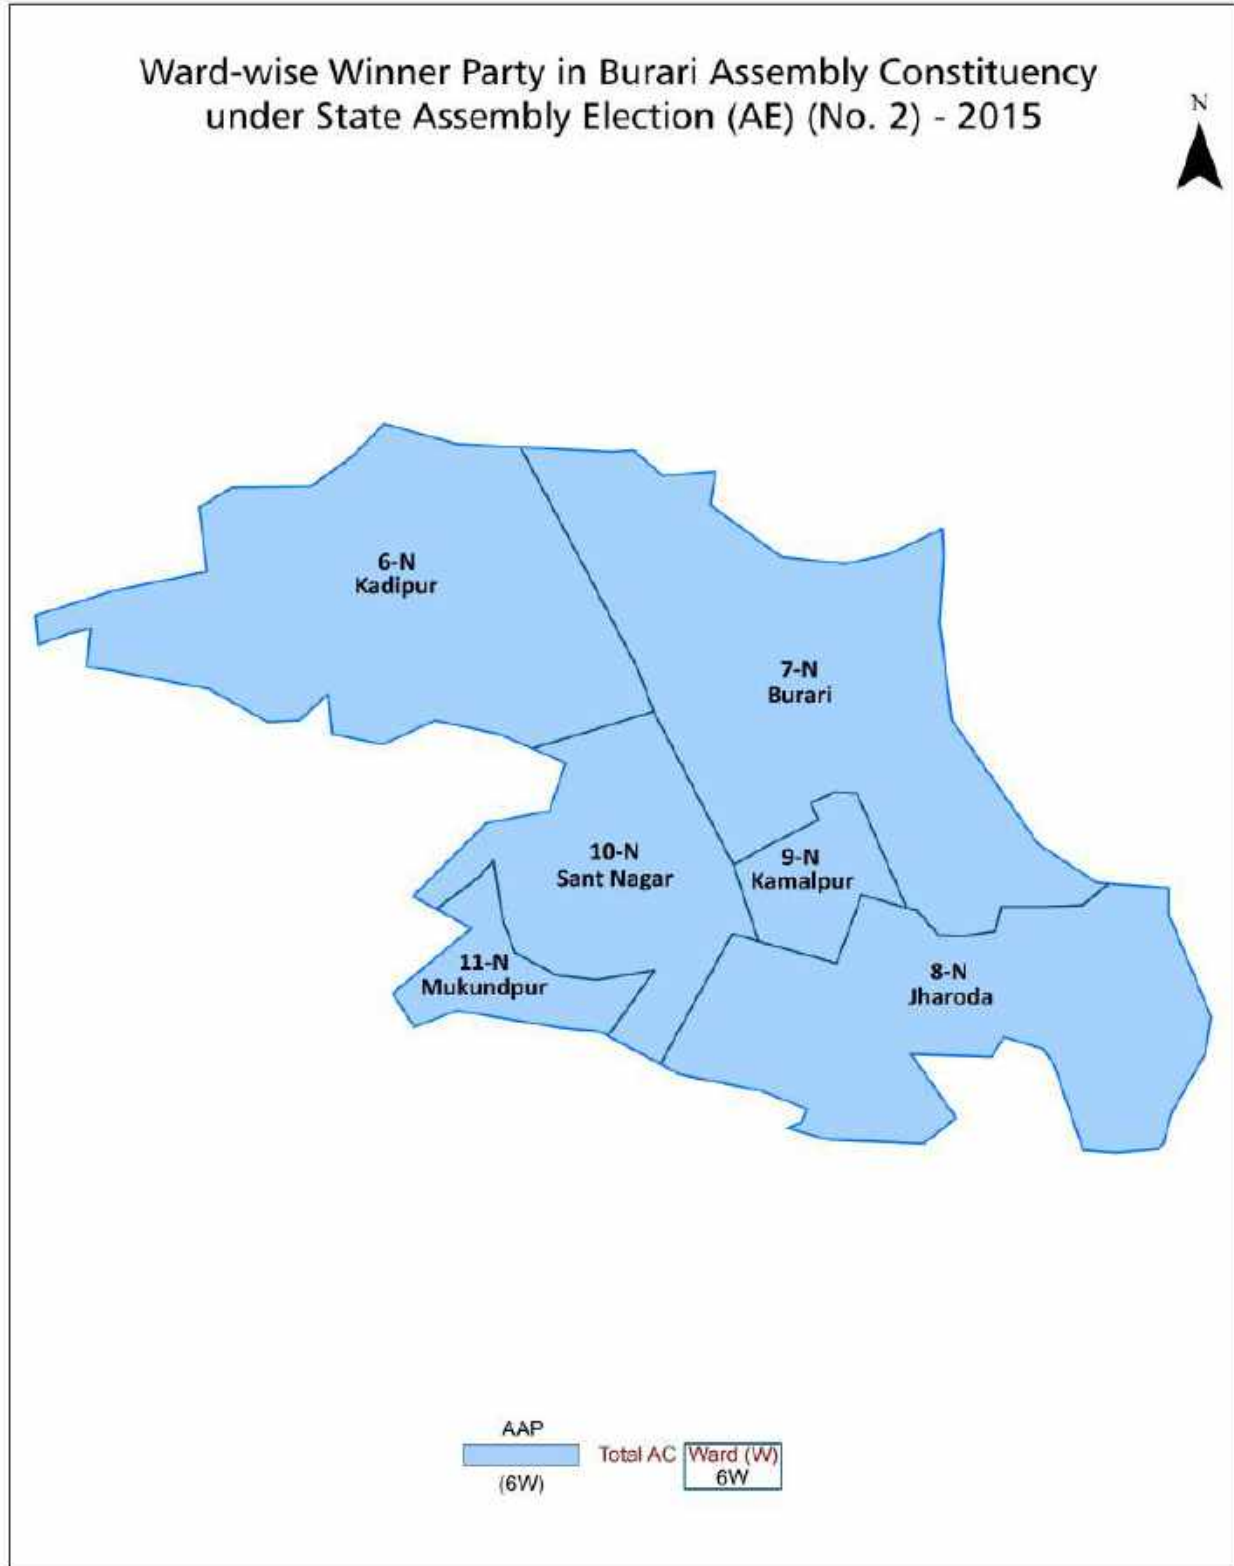 Ward-wise Winner Party in Burari Assembly Constituency
under State Assembly Election (AE) (No. 2) - 2015
N
6-N
Kadipur
7-N
Burari
10-N
Sant Nagar
9-N
Kamalpur
11-N
Mukundpur
8-N
Jharoda
AAP
Total AC Ward (W)
6W
(6W)